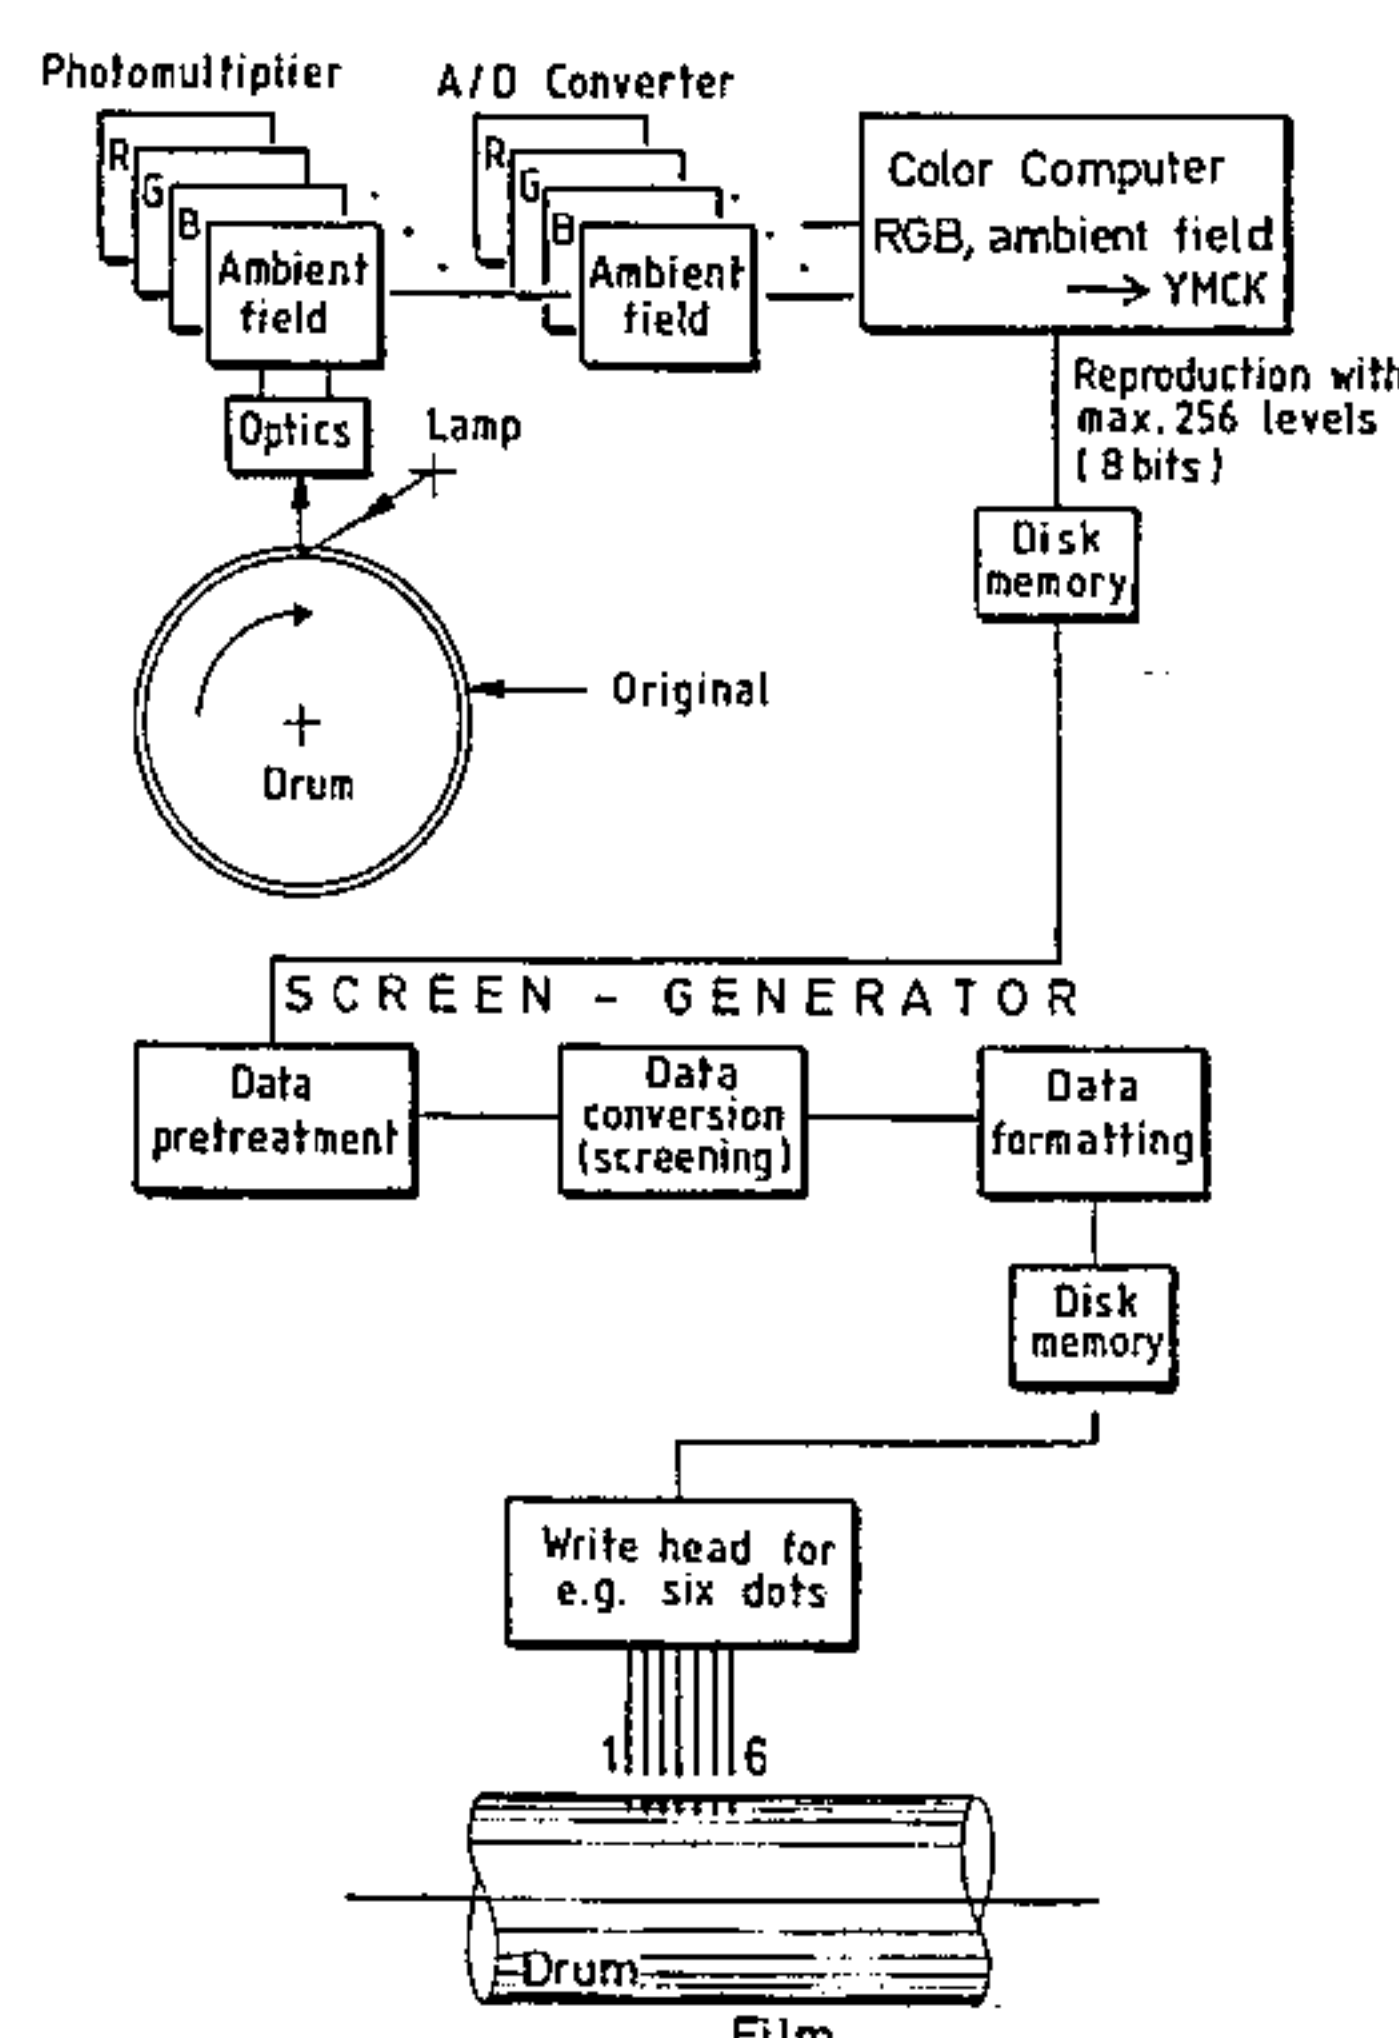 Photomultiplier
A/D Converter
R
G
B
Ambient
field
R
G
B
Ambient
field
Color Computer
RGB, ambient field
→ YMCK
Optics
Lamp
Reproduction with
max. 256 levels
(8 bits)
Disk
memory
Original
Drum
SCREEN - GENERATOR
Data
pretreatment
Data
conversion
(screening)
Data
formatting
Disk
memory
Write head for
e.g. six dots
1
6
Drum
Film